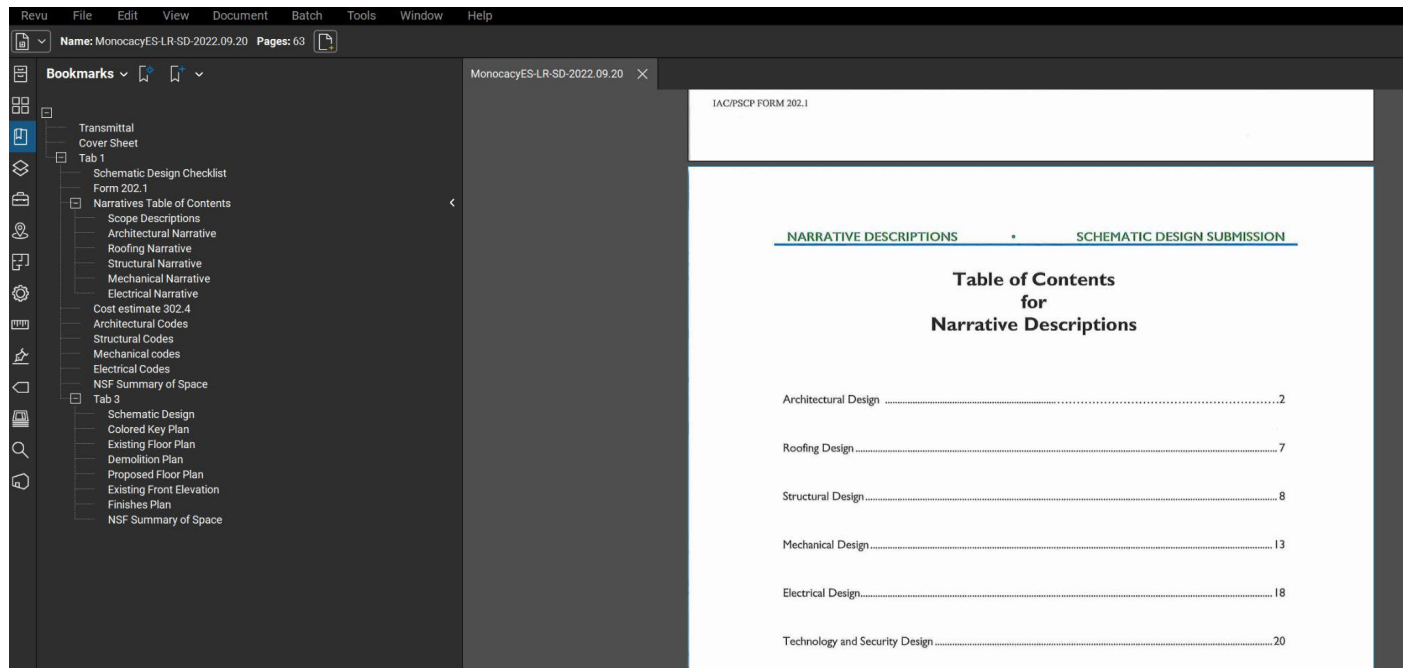 Revu File Edit View Document Batch Tools Window Help
Name: MonocacyES-LR-SD-2022.09.20 Pages: 63
Bookmarks
MonocacyES-LR-SD-2022.09.20
Transmittal
Cover Sheet
Tab 1
Schematic Design Checklist
Form 202.1
Narratives Table of Contents
Scope Descriptions
Architectural Narrative
Roofing Narrative
Structural Narrative
Mechanical Narrative
Electrical Narrative
Cost estimate 302.4
Architectural Codes
Structural Codes
Mechanical codes
Electrical Codes
NSF Summary of Space
Tab 3
Schematic Design
Colored Key Plan
Existing Floor Plan
Demolition Plan
Proposed Floor Plan
Existing Front Elevation
Finishes Plan
NSF Summary of Space
IAC/PSCP FORM 202.1
NARRATIVE DESCRIPTIONS • SCHEMATIC DESIGN SUBMISSION
Table of Contents
for
Narrative Descriptions
Architectural Design ........ 2
Roofing Design ........ 7
Structural Design ........ 8
Mechanical Design ........ 13
Electrical Design ........ 18
Technology and Security Design ........ 20